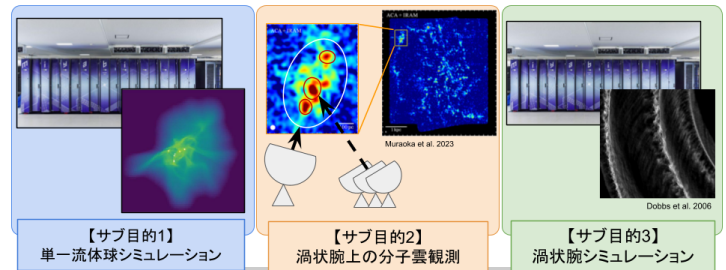 ACA + IRAM
ACA + IRAM
1 kpc
Muraoka et al. 2023
Dobbs et al. 2006
【サブ目的1】
単一流体球シミュレーション
【サブ目的2】
渦状腕上の分子雲観測
【サブ目的3】
渦状腕シミュレーション